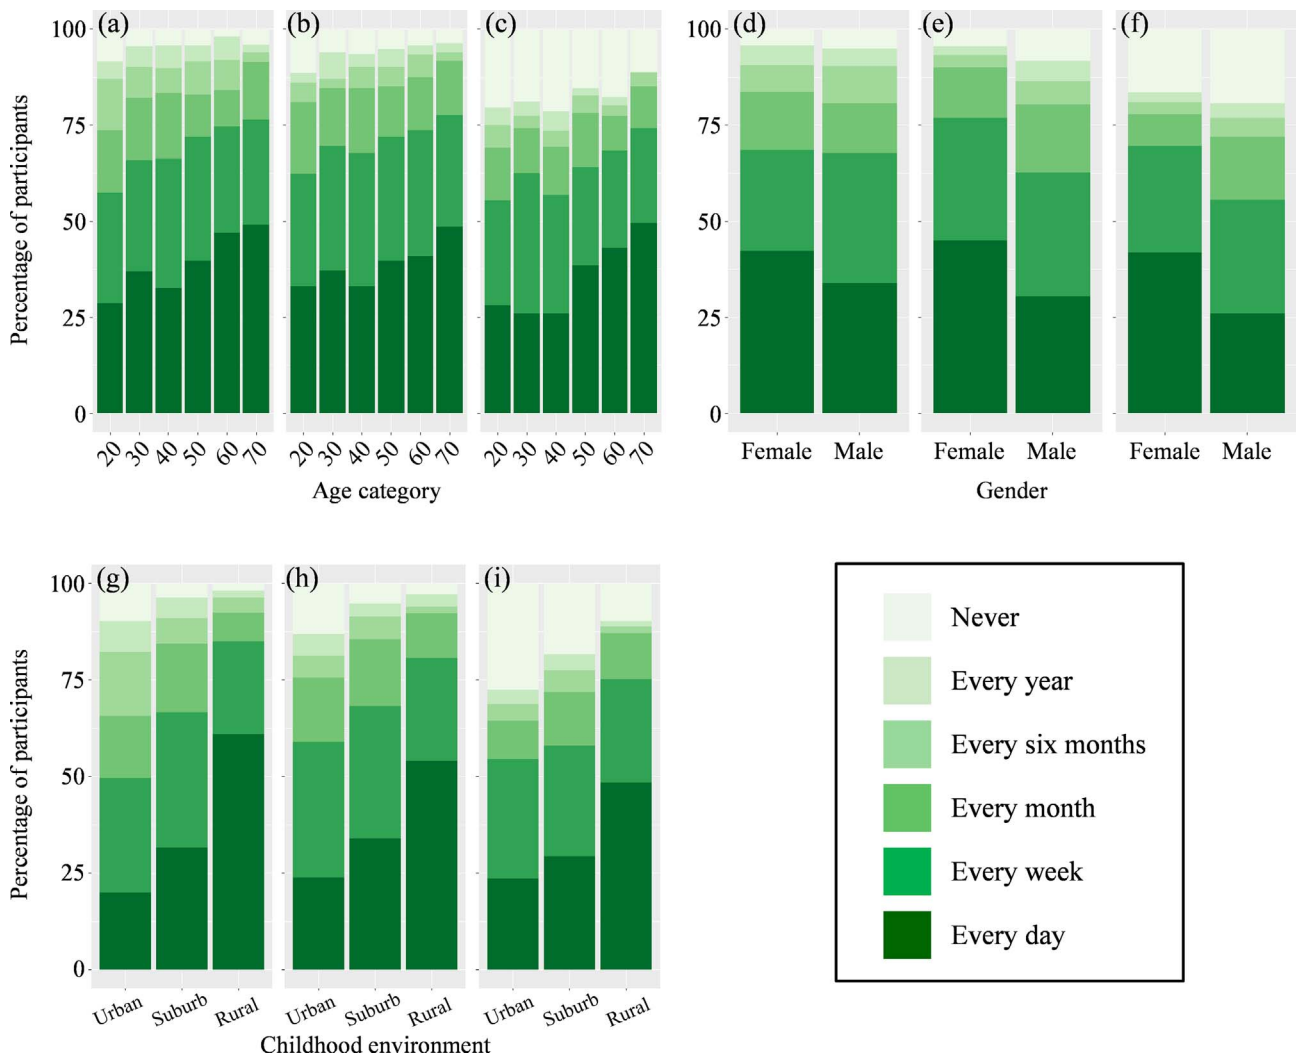 (a) (b) (c) (d) (e) (f)
Percentage of participants
100
75
50
25
0
20 30 40 50 60 70 20 30 40 50 60 70 20 30 40 50 60 70
Age category
100
75
50
25
0
Female Male Female Male Female Male
Gender
(g) (h) (i)
Percentage of participants
100
75
50
25
0
Urban Suburb Rural Urban Suburb Rural Urban Suburb Rural
Childhood environment
Never
Every year
Every six months
Every month
Every week
Every day